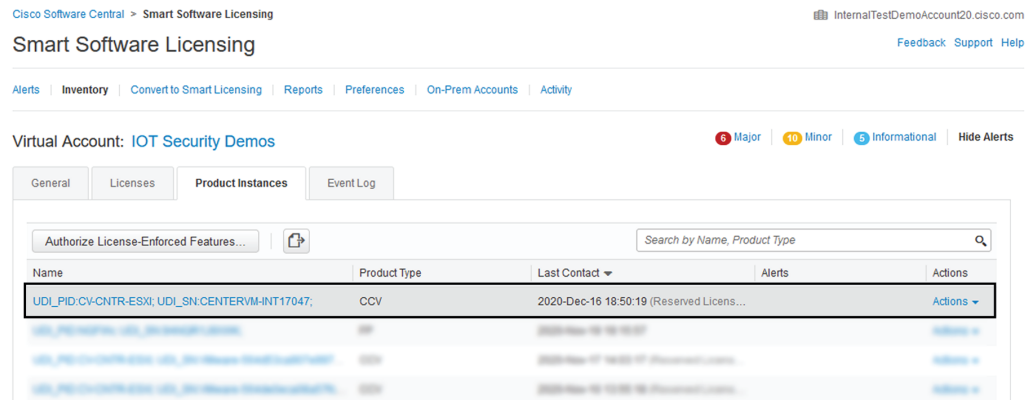 Cisco Software Central > Smart Software Licensing
InternalTestDemoAccount20.cisco.com
Smart Software Licensing
Feedback Support Help
Alerts Inventory Convert to Smart Licensing Reports Preferences On-Prem Accounts Activity
Virtual Account: IOT Security Demos
6 Major 10 Minor 5 Informational Hide Alerts
General Licenses Product Instances Event Log
Authorize License-Enforced Features... Search by Name, Product Type
Name Product Type Last Contact Alerts Actions
UDI_PID:CV-CNTR-ESXI; UDI_SN:CENTERVM-INT17047; CCV 2020-Dec-16 18:50:19 (Reserved Licens... Actions